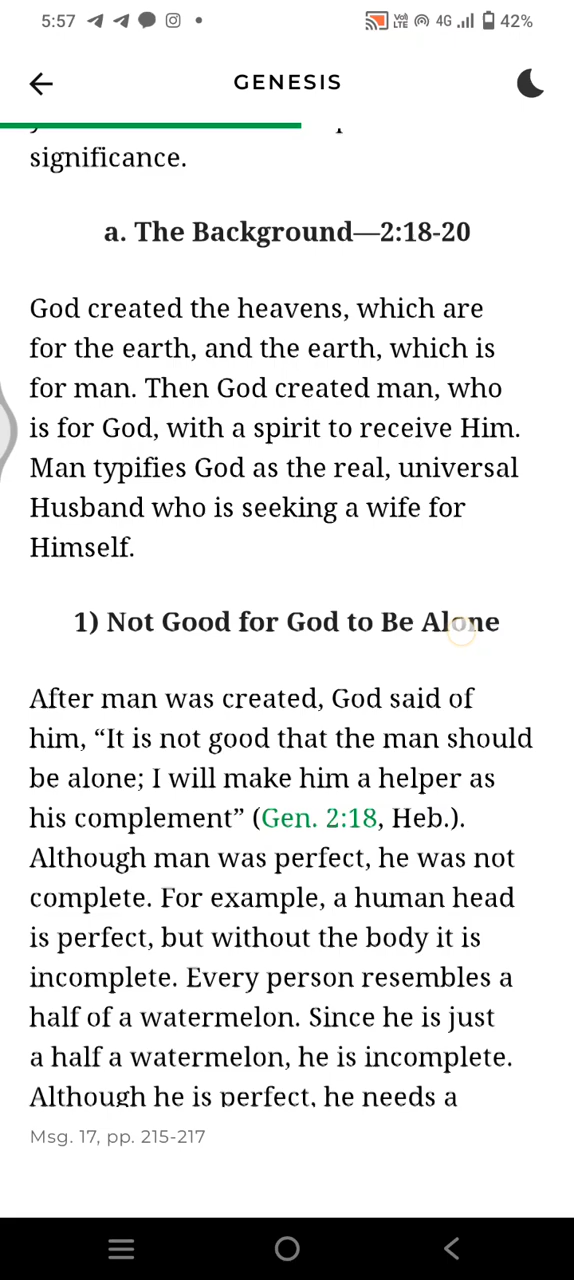 5:57
Vo) LTE 4G 42%
GENESIS
significance.
a. The Background—2:18-20
God created the heavens, which are
for the earth, and the earth, which is
for man. Then God created man, who
is for God, with a spirit to receive Him.
Man typifies God as the real, universal
Husband who is seeking a wife for
Himself.
1) Not Good for God to Be Alone
After man was created, God said of
him, “It is not good that the man should
be alone; I will make him a helper as
his complement” (Gen. 2:18, Heb.).
Although man was perfect, he was not
complete. For example, a human head
is perfect, but without the body it is
incomplete. Every person resembles a
half of a watermelon. Since he is just
a half a watermelon, he is incomplete.
Although he is perfect, he needs a
Msg. 17, pp. 215-217